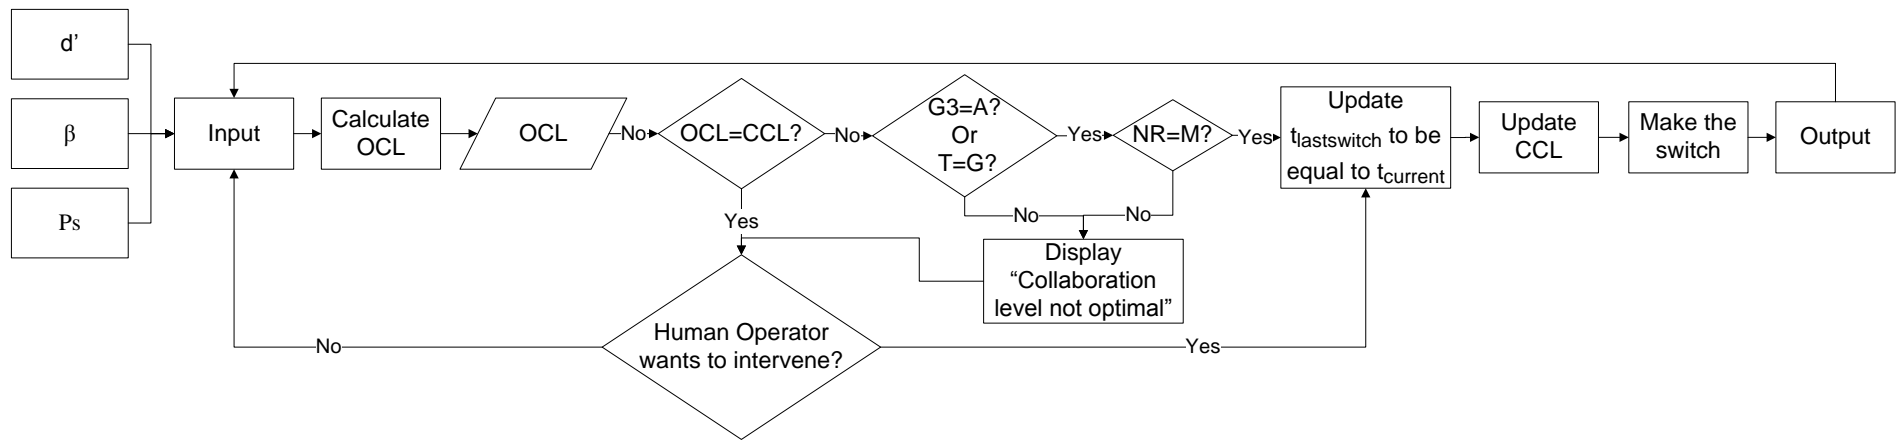 d’
β
Ps
Input
Calculate
OCL
OCL
No
OCL=CCL?
No
Yes
G3=A?
Or
T=G?
Yes
No
NR=M?
Yes
No
Display
“Collaboration
level not optimal”
Human Operator
wants to intervene?
No
Yes
Update
tlastswitch to be
equal to tcurrent
Update
CCL
Make the
switch
Output